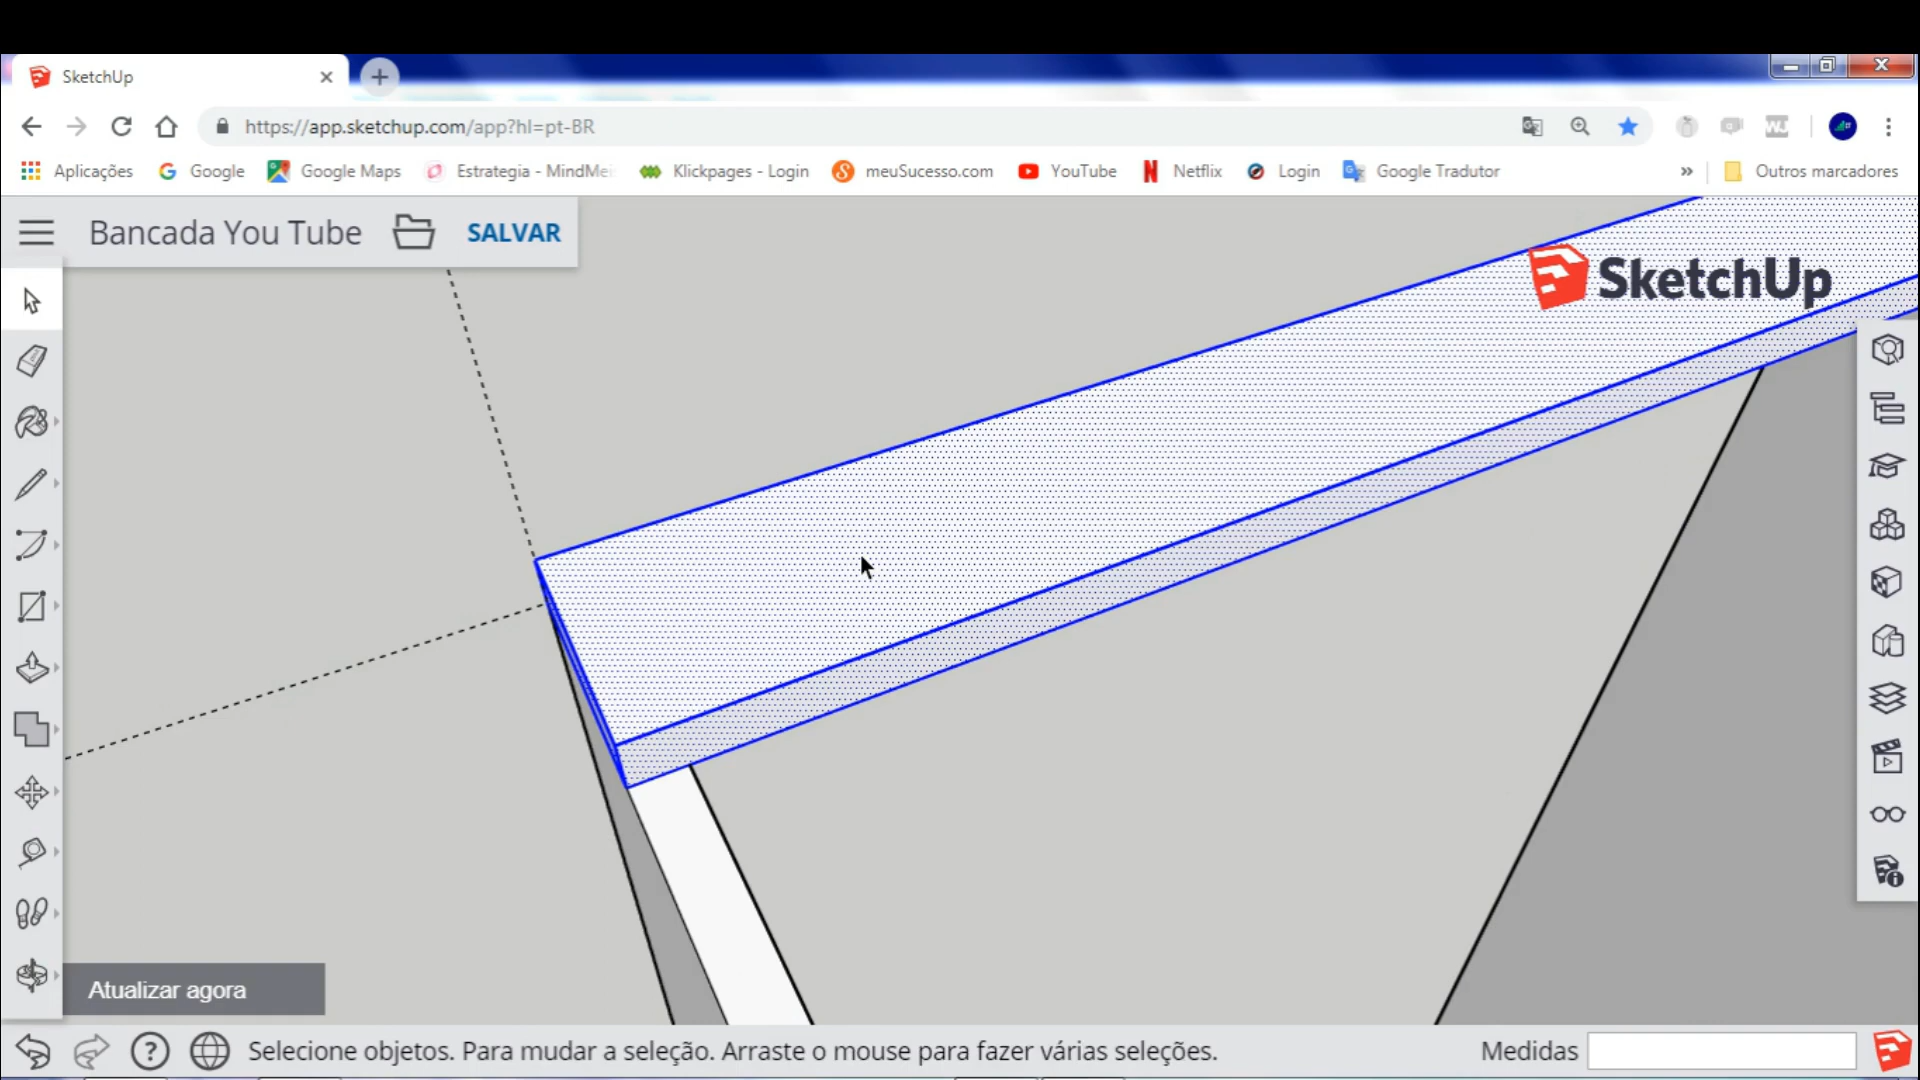 SketchUp
https://app.sketchup.com/app?hl=pt-BR
Aplicações Google Google Maps Estrategia - MindMei Klickpages - Login meuSucesso.com YouTube Netflix Login Google Tradutor » Outros marcadores
Bancada You Tube SALVAR
SketchUp
Atualizar agora
Selecione objetos. Para mudar a seleção. Arraste o mouse para fazer várias seleções. Medidas